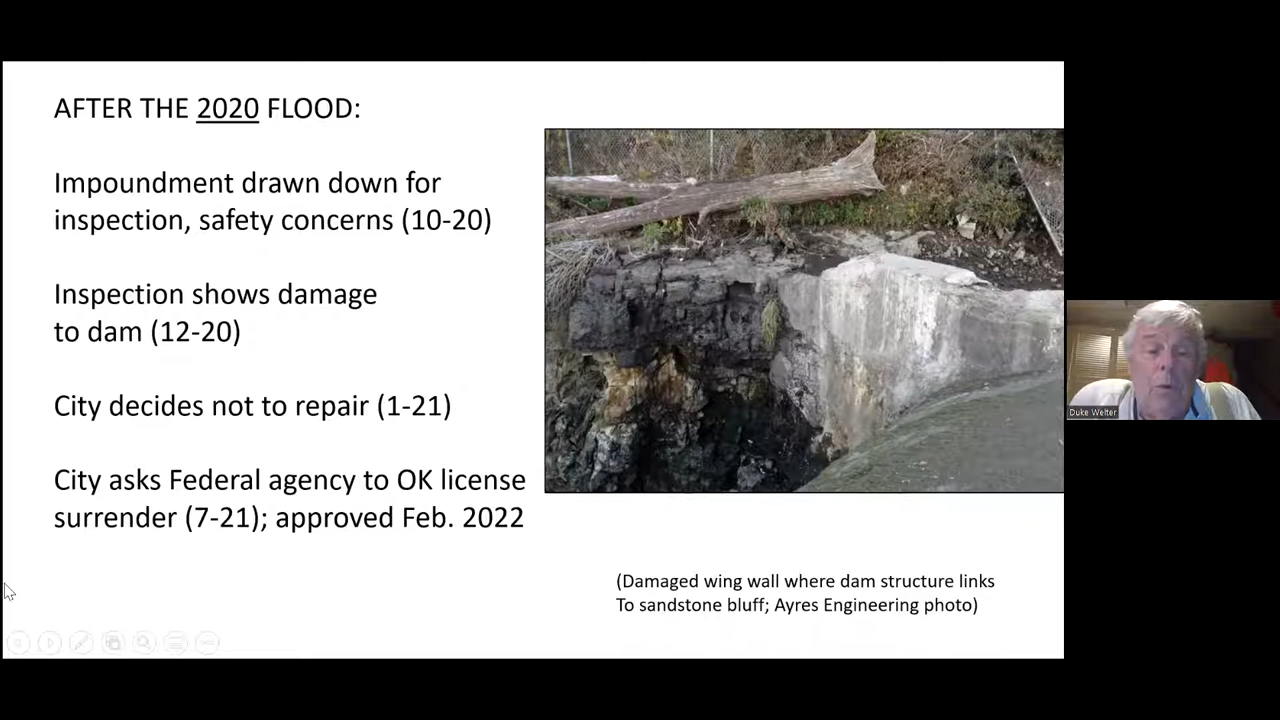 AFTER THE 2020 FLOOD:
Impoundment drawn down for
inspection, safety concerns (10-20)
Inspection shows damage
to dam (12-20)
City decides not to repair (1-21)
City asks Federal agency to OK license
surrender (7-21); approved Feb. 2022
(Damaged wing wall where dam structure links
To sandstone bluff; Ayres Engineering photo)
Duke Welter